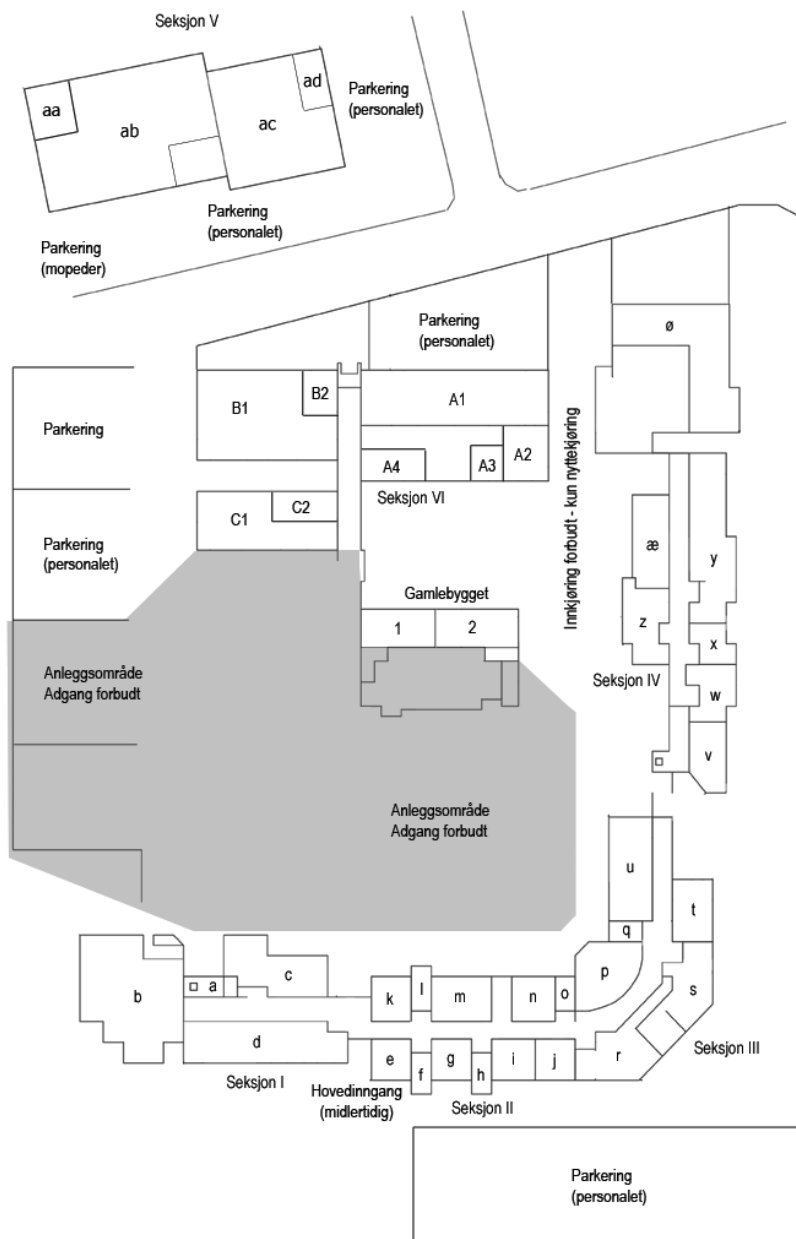 Seksjon V
ad
aa
Parkering
(personalet)
ac
ab
Parkering
(personalet)
Parkering
(mopeder)
Parkering
(personalet)
ø
B2
B1
A1
Parkering
A2
A4
A3
Seksjon VI
Innkjøring forbudt - kun nyttekjøring
C2
C1
Parkering
(personalet)
æ
y
Gamlebygget
1
2
z
x
Anleggsområde
Adgang forbudt
Seksjon IV
w
v
Anleggsområde
Adgang forbudt
u
t
q
p
c
a
b
k
l
m
n
o
s
d
e
f
g
h
i
j
r
Seksjon III
Seksjon I
Hovedinngang
(midlertidig)
Seksjon II
Parkering
(personalet)